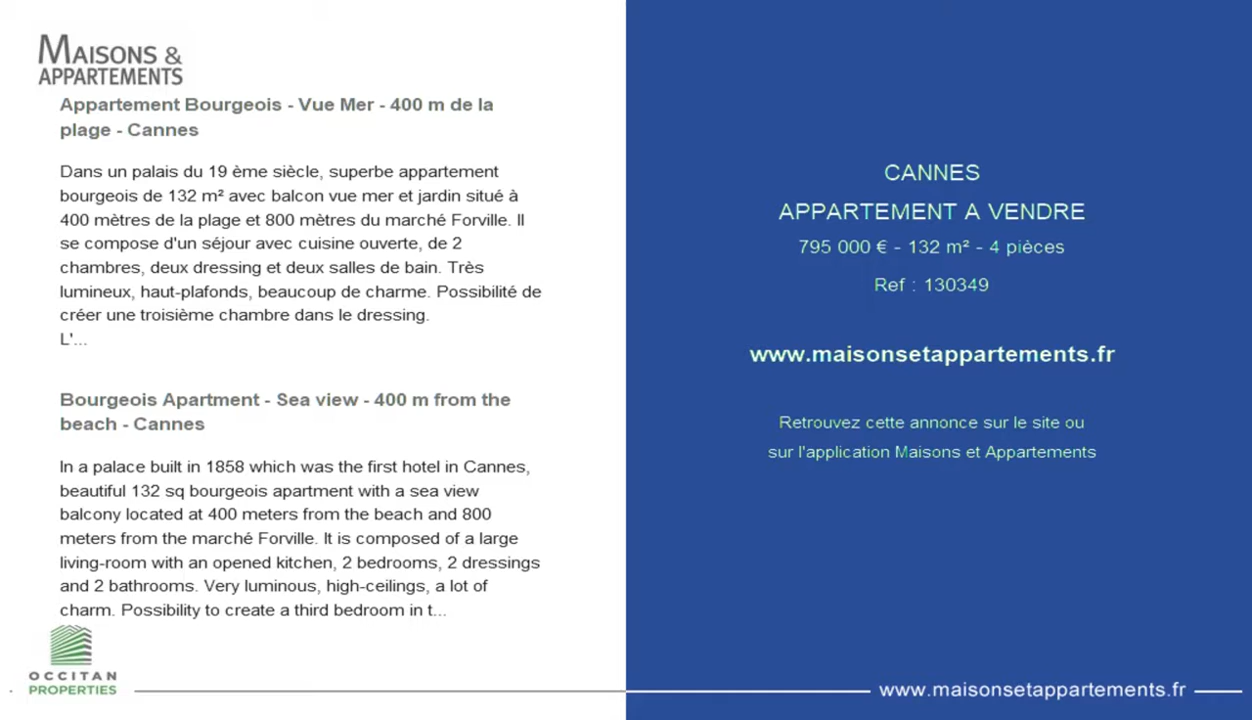 MAISONS &
APPARTEMENTS
Appartement Bourgeois - Vue Mer - 400 m de la
plage - Cannes
Dans un palais du 19 ème siècle, superbe appartement
bourgeois de 132 m² avec balcon vue mer et jardin situé à
400 mètres de la plage et 800 mètres du marché Forville. Il
se compose d'un séjour avec cuisine ouverte, de 2
chambres, deux dressing et deux salles de bain. Très
lumineux, haut-plafonds, beaucoup de charme. Possibilité de
créer une troisième chambre dans le dressing.
L'...
Bourgeois Apartment - Sea view - 400 m from the
beach - Cannes
In a palace built in 1858 which was the first hotel in Cannes,
beautiful 132 sq bourgeois apartment with a sea view
balcony located at 400 meters from the beach and 800
meters from the marché Forville. It is composed of a large
living-room with an opened kitchen, 2 bedrooms, 2 dressings
and 2 bathrooms. Very luminous, high-ceilings, a lot of
charm. Possibility to create a third bedroom in t...
OCCITAN
PROPERTIES
CANNES
APPARTEMENT A VENDRE
795 000 € - 132 m² - 4 pièces
Ref : 130349
www.maisonsetappartements.fr
Retrouvez cette annonce sur le site ou
sur l'application Maisons et Appartements
www.maisonsetappartements.fr